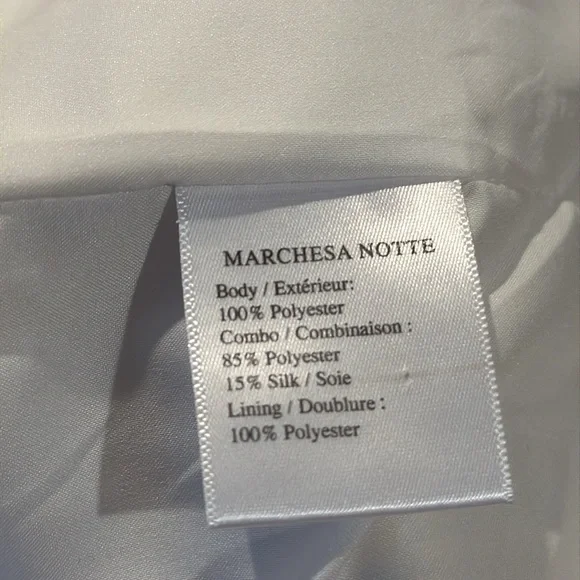 MARCHESA NOTTE
Body / Extérieur:
100% Polyester
Combo / Combinaison :
85% Polyester
15% Silk / Soie
Lining / Doublure :
100% Polyester